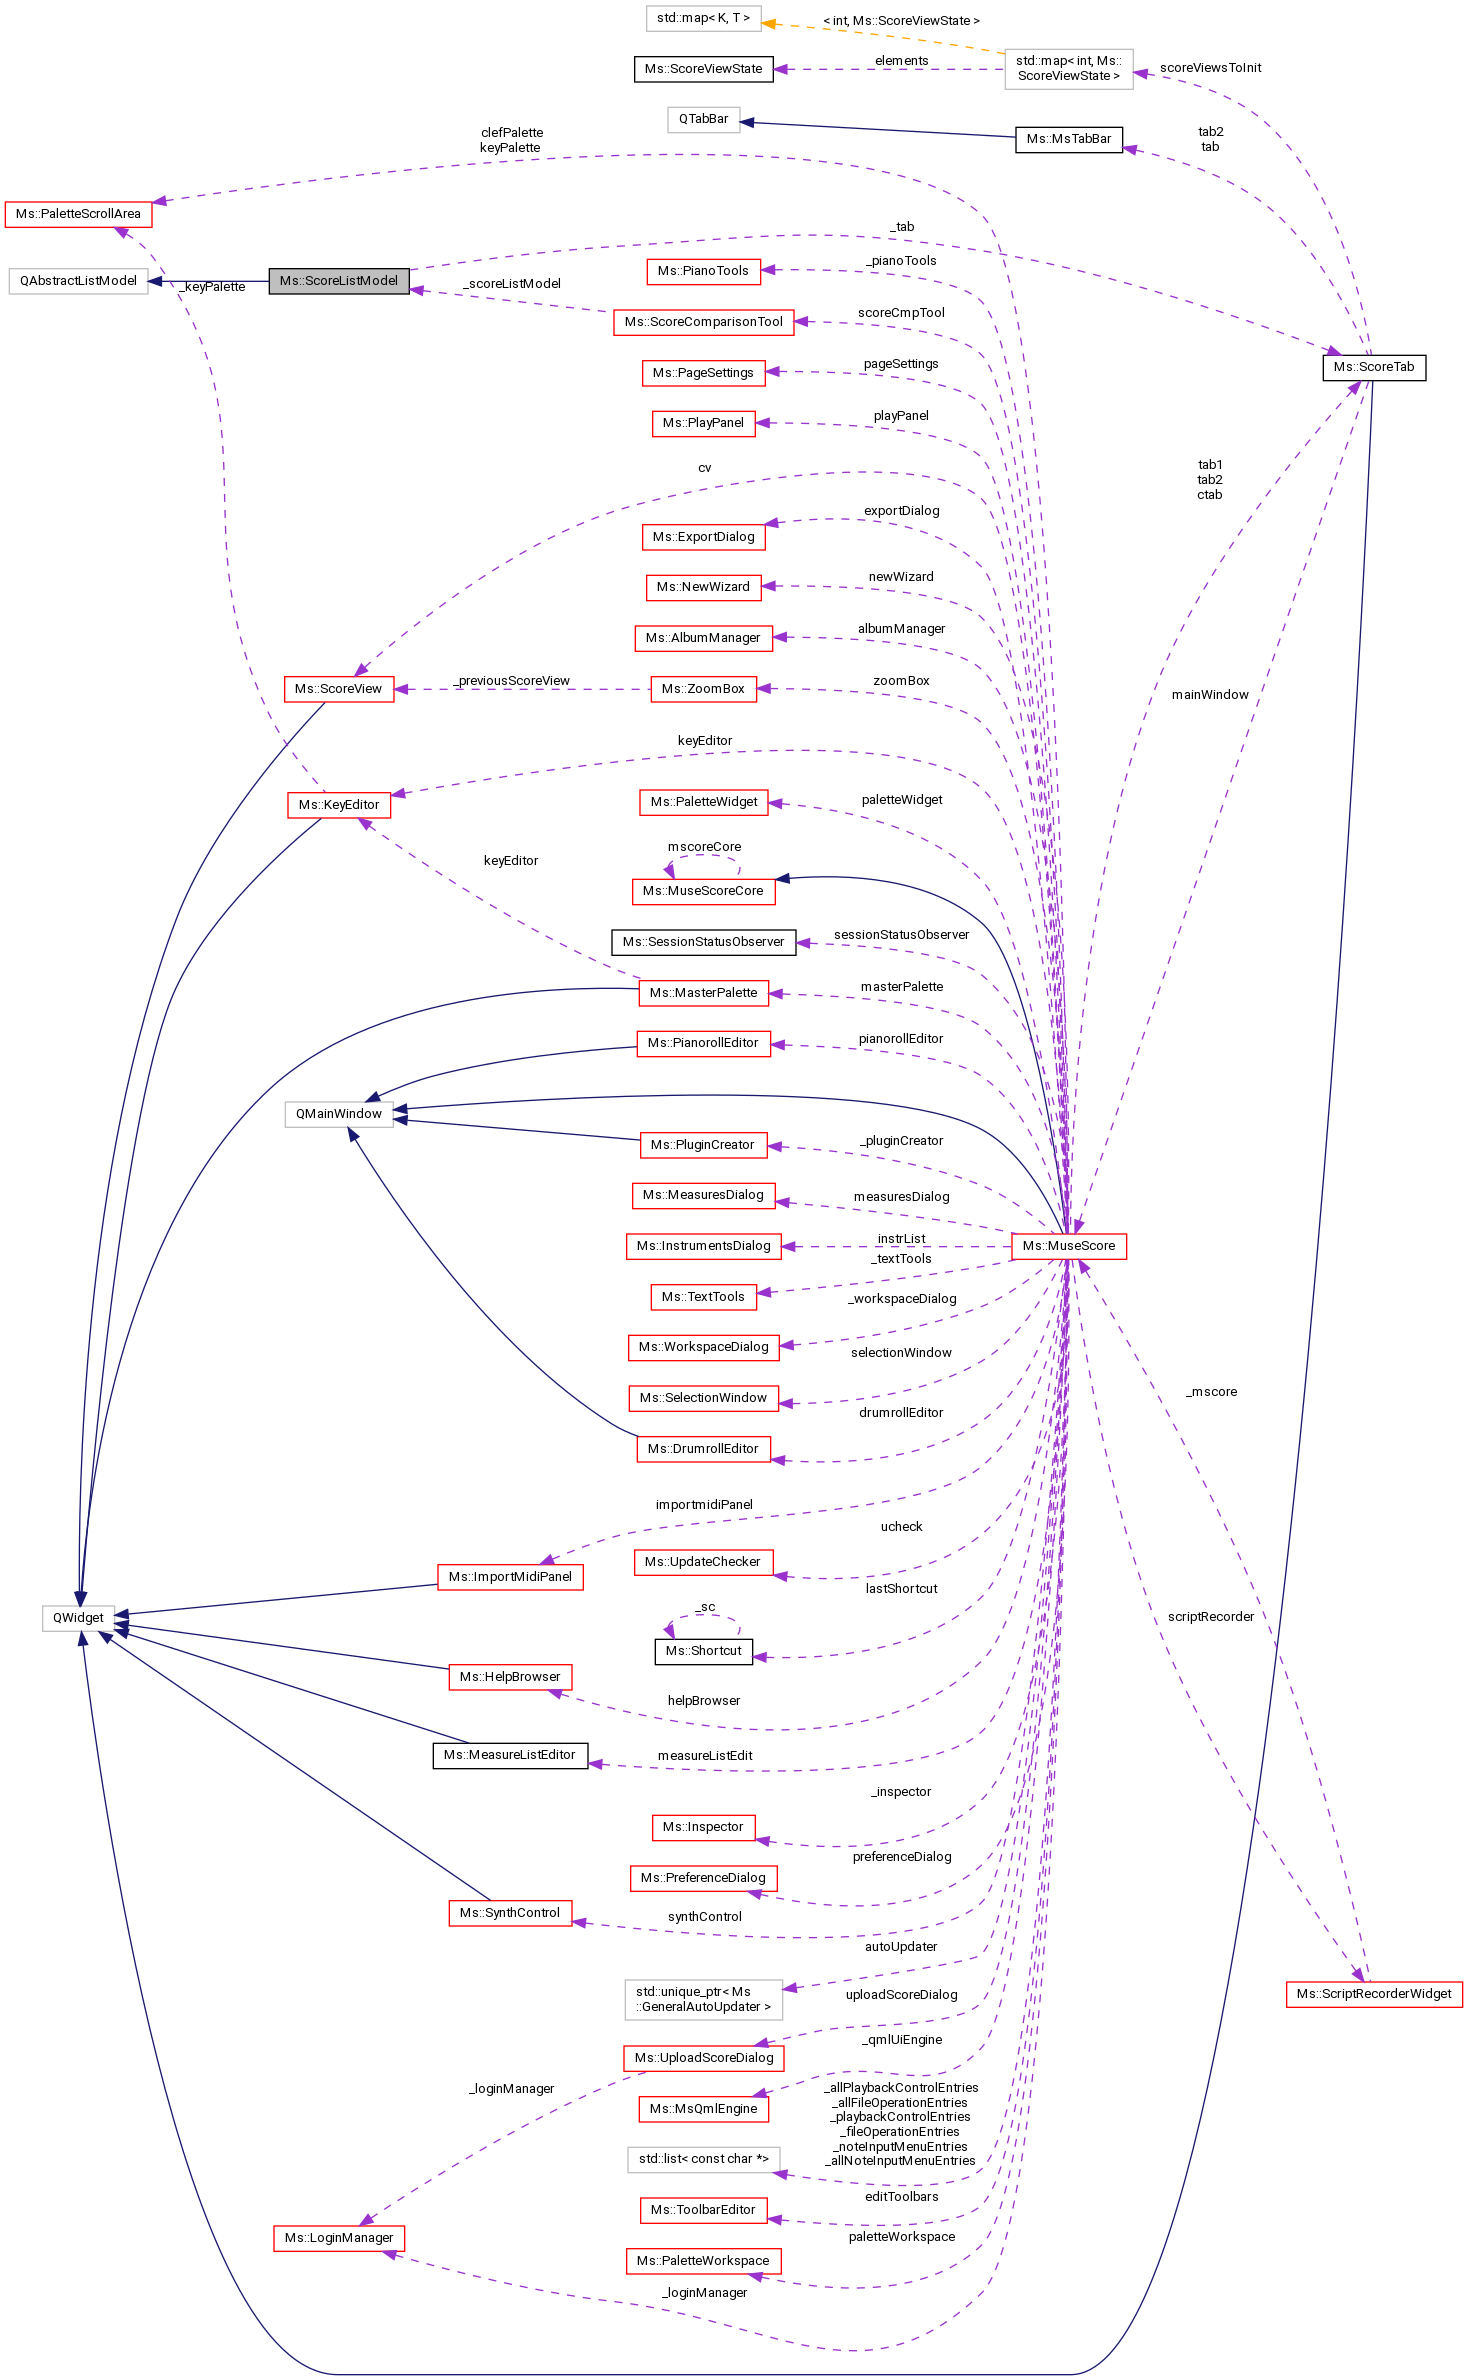 std::map< K, T >
< int, Ms::ScoreViewState >
Ms::ScoreViewState
elements
std::map< int, Ms::
ScoreViewState >
scoreViewsToInit
QTabBar
Ms::MsTabBar
tab2
tab
clefPalette
keyPalette
Ms::PaletteScrollArea
_tab
QAbstractListModel
Ms::ScoreListModel
_keyPalette
_scoreListModel
Ms::PianoTools
_pianoTools
Ms::ScoreComparisonTool
scoreCmpTool
Ms::PageSettings
pageSettings
Ms::ScoreTab
Ms::PlayPanel
playPanel
cv
tab1
tab2
ctab
Ms::ExportDialog
exportDialog
Ms::NewWizard
newWizard
Ms::AlbumManager
albumManager
Ms::ScoreView
_previousScoreView
Ms::ZoomBox
zoomBox
mainWindow
keyEditor
Ms::KeyEditor
Ms::PaletteWidget
paletteWidget
keyEditor
mscoreCore
Ms::MuseScoreCore
Ms::SessionStatusObserver
sessionStatusObserver
Ms::MasterPalette
masterPalette
Ms::PianorollEditor
pianorollEditor
QMainWindow
Ms::PluginCreator
_pluginCreator
Ms::MeasuresDialog
measuresDialog
Ms::InstrumentsDialog
instrList
Ms::MuseScore
_textTools
Ms::TextTools
_workspaceDialog
Ms::WorkspaceDialog
selectionWindow
Ms::SelectionWindow
_mscore
drumrollEditor
Ms::DrumrollEditor
importmidiPanel
Ms::ImportMidiPanel
ucheck
Ms::UpdateChecker
lastShortcut
QWidget
_sc
Ms::Shortcut
scriptRecorder
Ms::HelpBrowser
helpBrowser
Ms::MeasureListEditor
measureListEdit
_inspector
Ms::Inspector
preferenceDialog
Ms::PreferenceDialog
Ms::SynthControl
synthControl
autoUpdater
std::unique_ptr< Ms
::GeneralAutoUpdater >
uploadScoreDialog
Ms::ScriptRecorderWidget
Ms::UploadScoreDialog
_qmlUiEngine
_loginManager
Ms::MsQmlEngine
_allPlaybackControlEntries
_allFileOperationEntries
_playbackControlEntries
_fileOperationEntries
_noteInputMenuEntries
_allNoteInputMenuEntries
std::list< const char *>
editToolbars
Ms::ToolbarEditor
Ms::LoginManager
paletteWorkspace
Ms::PaletteWorkspace
_loginManager